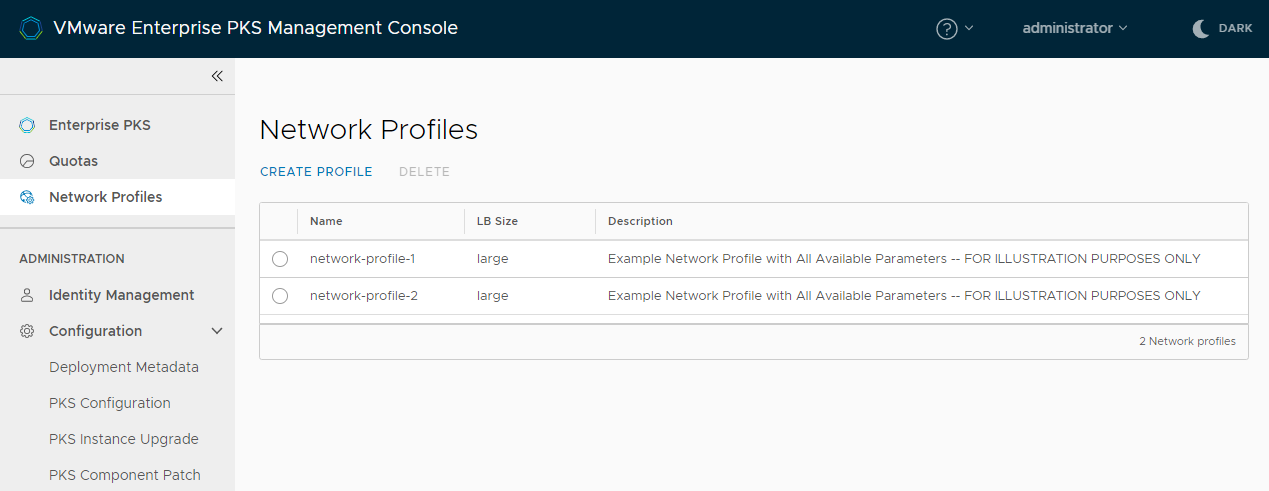 VMware Enterprise PKS Management Console
?
administrator
DARK
Enterprise PKS
Quotas
Network Profiles
ADMINISTRATION
Identity Management
Configuration
Deployment Metadata
PKS Configuration
PKS Instance Upgrade
PKS Component Patch
Network Profiles
CREATE PROFILE DELETE
Name LB Size Description
network-profile-1 large Example Network Profile with All Available Parameters -- FOR ILLUSTRATION PURPOSES ONLY
network-profile-2 large Example Network Profile with All Available Parameters -- FOR ILLUSTRATION PURPOSES ONLY
2 Network profiles